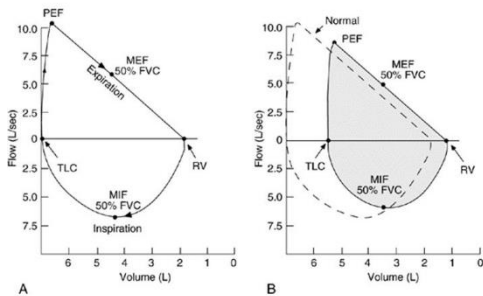 PEF
10.0
7.5
5.0
2.5
0
2.5
5.0
7.5
Flow (L/sec)
Expiration
MEF
50% FVC
TLC
RV
MIF
50% FVC
Inspiration
6 5 4 3 2 1 0
Volume (L)
A
Normal
PEF
10.0
7.5
5.0
2.5
0
2.5
5.0
7.5
Flow (L/sec)
MEF
50% FVC
TLC
RV
MIF
50% FVC
6 5 4 3 2 1 0
Volume (L)
B